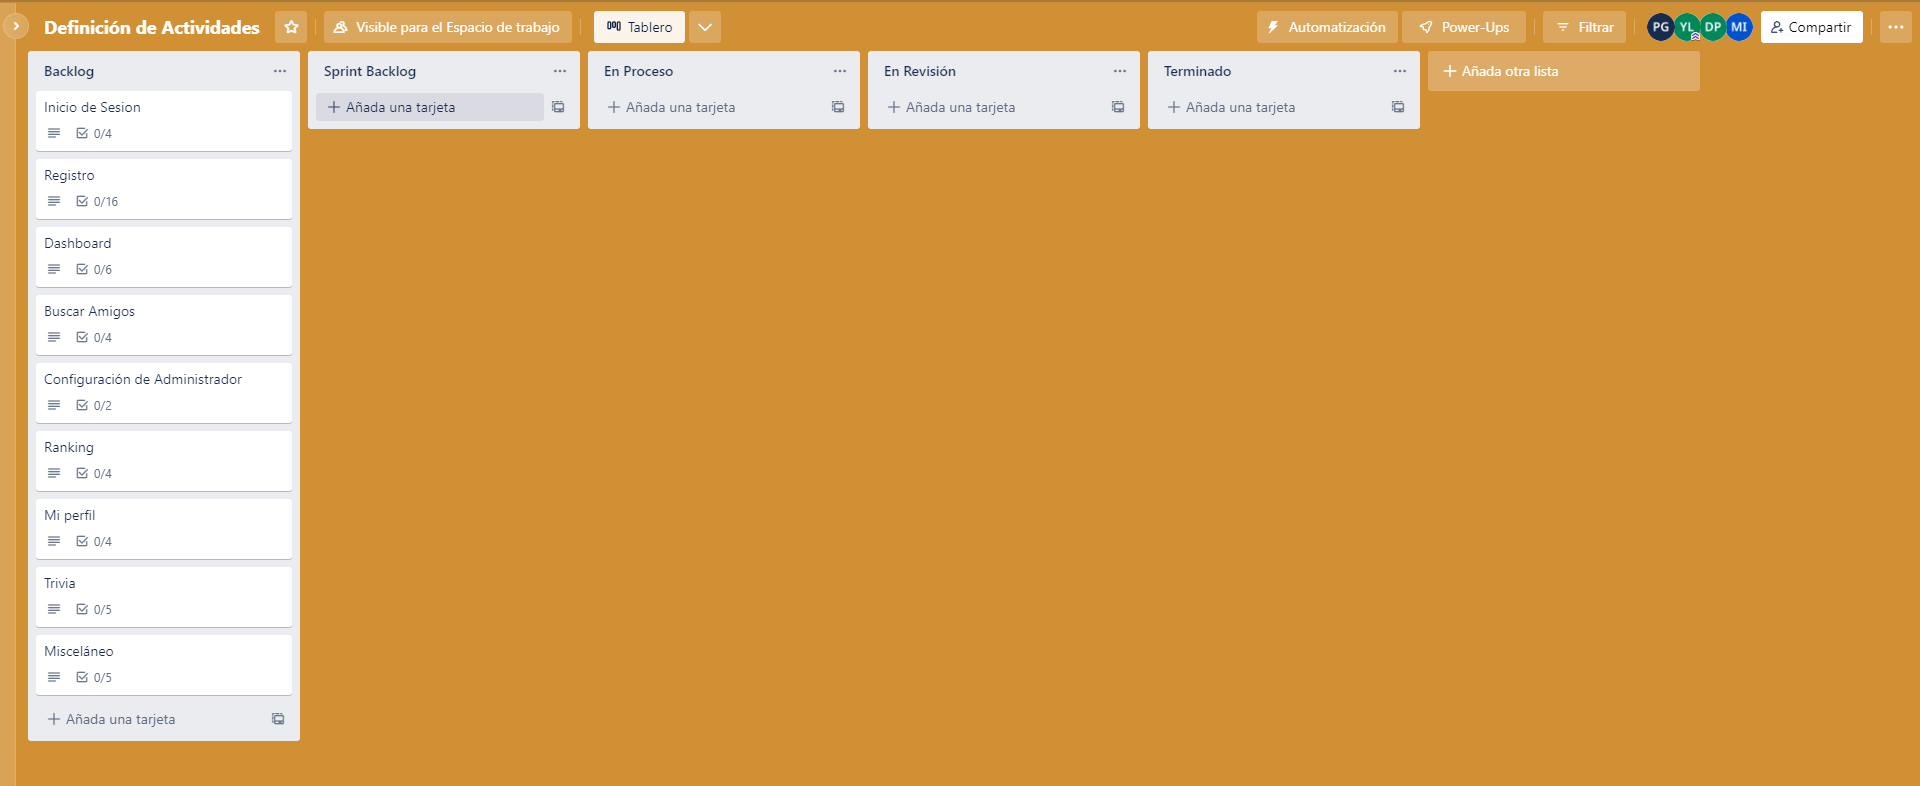 Definición de Actividades
Visible para el Espacio de trabajo
Tablero
Automatización
Power-Ups
Filtrar
PG YL DP MI
Compartir
Backlog
Inicio de Sesion
0/4
Registro
0/16
Dashboard
0/6
Buscar Amigos
0/4
Configuración de Administrador
0/2
Ranking
0/4
Mi perfil
0/4
Trivia
0/5
Misceláneo
0/5
Añada una tarjeta
Sprint Backlog
Añada una tarjeta
En Proceso
Añada una tarjeta
En Revisión
Añada una tarjeta
Terminado
Añada una tarjeta
Añada otra lista